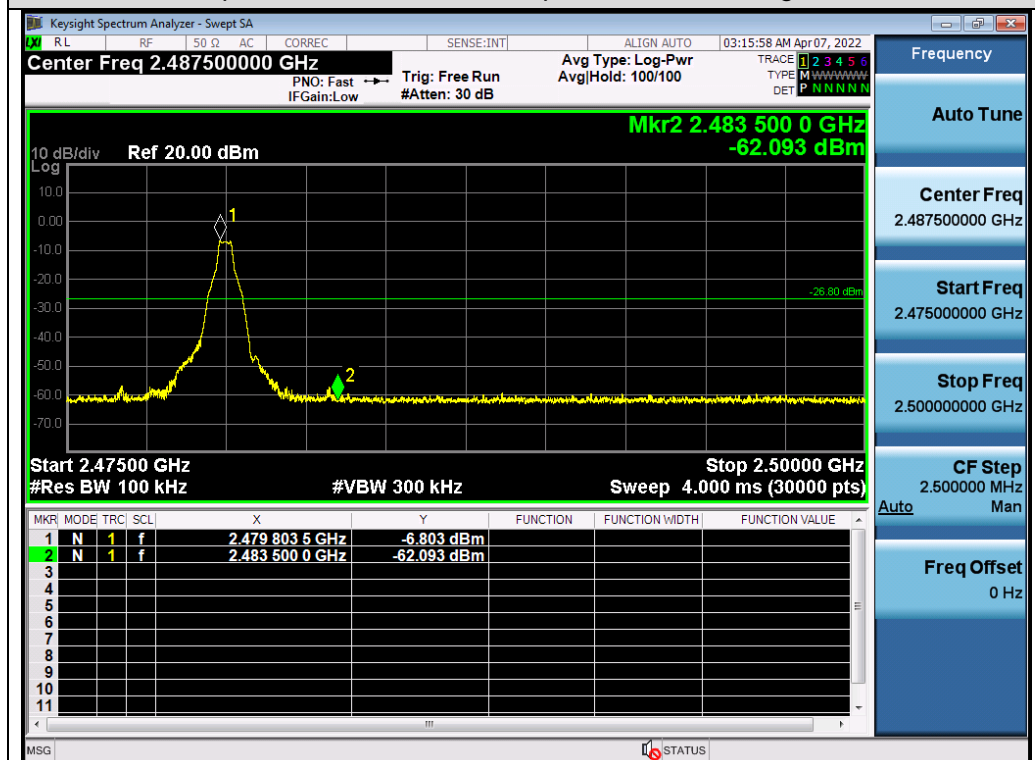 Keysight Spectrum Analyzer - Swept SA
LXI RL RF 50 Ω AC CORREC SENSE:INT ALIGN AUTO 03:15:58 AM Apr 07, 2022
Center Freq 2.487500000 GHz
PNO: Fast
IFGain:Low
Trig: Free Run
#Atten: 30 dB
Avg Type: Log-Pwr
Avg|Hold: 100/100
TRACE 1 2 3 4 5 6
TYPE M WWWWW
DET P N N N N N
Mkr2 2.483 500 0 GHz
-62.093 dBm
10 dB/div Ref 20.00 dBm
Log
10.0
0.00
-10.0
-20.0
-30.0
-40.0
-50.0
-60.0
-70.0
1
2
-26.80 dBm
Start 2.47500 GHz Stop 2.50000 GHz
#Res BW 100 kHz #VBW 300 kHz Sweep 4.000 ms (30000 pts)
MKR MODE TRC SCL X Y FUNCTION FUNCTION WIDTH FUNCTION VALUE
1 N 1 f 2.479 803 5 GHz -6.803 dBm
2 N 1 f 2.483 500 0 GHz -62.093 dBm
3
4
5
6
7
8
9
10
11
MSG STATUS
Frequency
Auto Tune
Center Freq
2.487500000 GHz
Start Freq
2.475000000 GHz
Stop Freq
2.500000000 GHz
CF Step
2.500000 MHz
Auto Man
Freq Offset
0 Hz